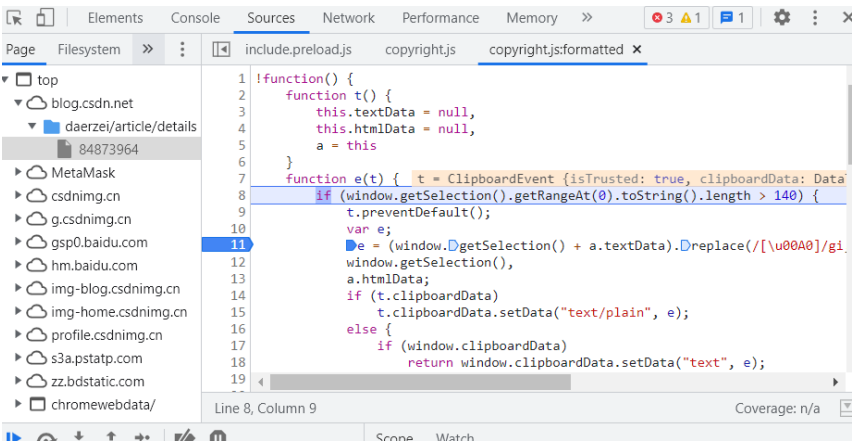 Elements Console Sources Network Performance Memory » 3 1 1
Page Filesystem » include.preload.js copyright.js copyright.js:formatted ×
top
blog.csdn.net
daerzei/article/details
84873964
MetaMask
csdnimg.cn
g.csdnimg.cn
gsp0.baidu.com
hm.baidu.com
img-blog.csdnimg.cn
img-home.csdnimg.cn
profile.csdnimg.cn
s3a.pstatp.com
zz.bdstatic.com
chromewebdata/
1 !function() {
2 function t() {
3 this.textData = null,
4 this.htmlData = null,
5 a = this
6 }
7 function e(t) { t = ClipboardEvent {isTrusted: true, clipboardData: Data
8 if (window.getSelection().getRangeAt(0).toString().length > 140) {
9 t.preventDefault();
10 var e;
11 e = (window.getSelection() + a.textData).replace(/[\u00A0]/gi
12 window.getSelection(),
13 a.htmlData;
14 if (t.clipboardData)
15 t.clipboardData.setData("text/plain", e);
16 else {
17 if (window.clipboardData)
18 return window.clipboardData.setData("text", e);
19
Line 8, Column 9 Coverage: n/a
Scope Watch